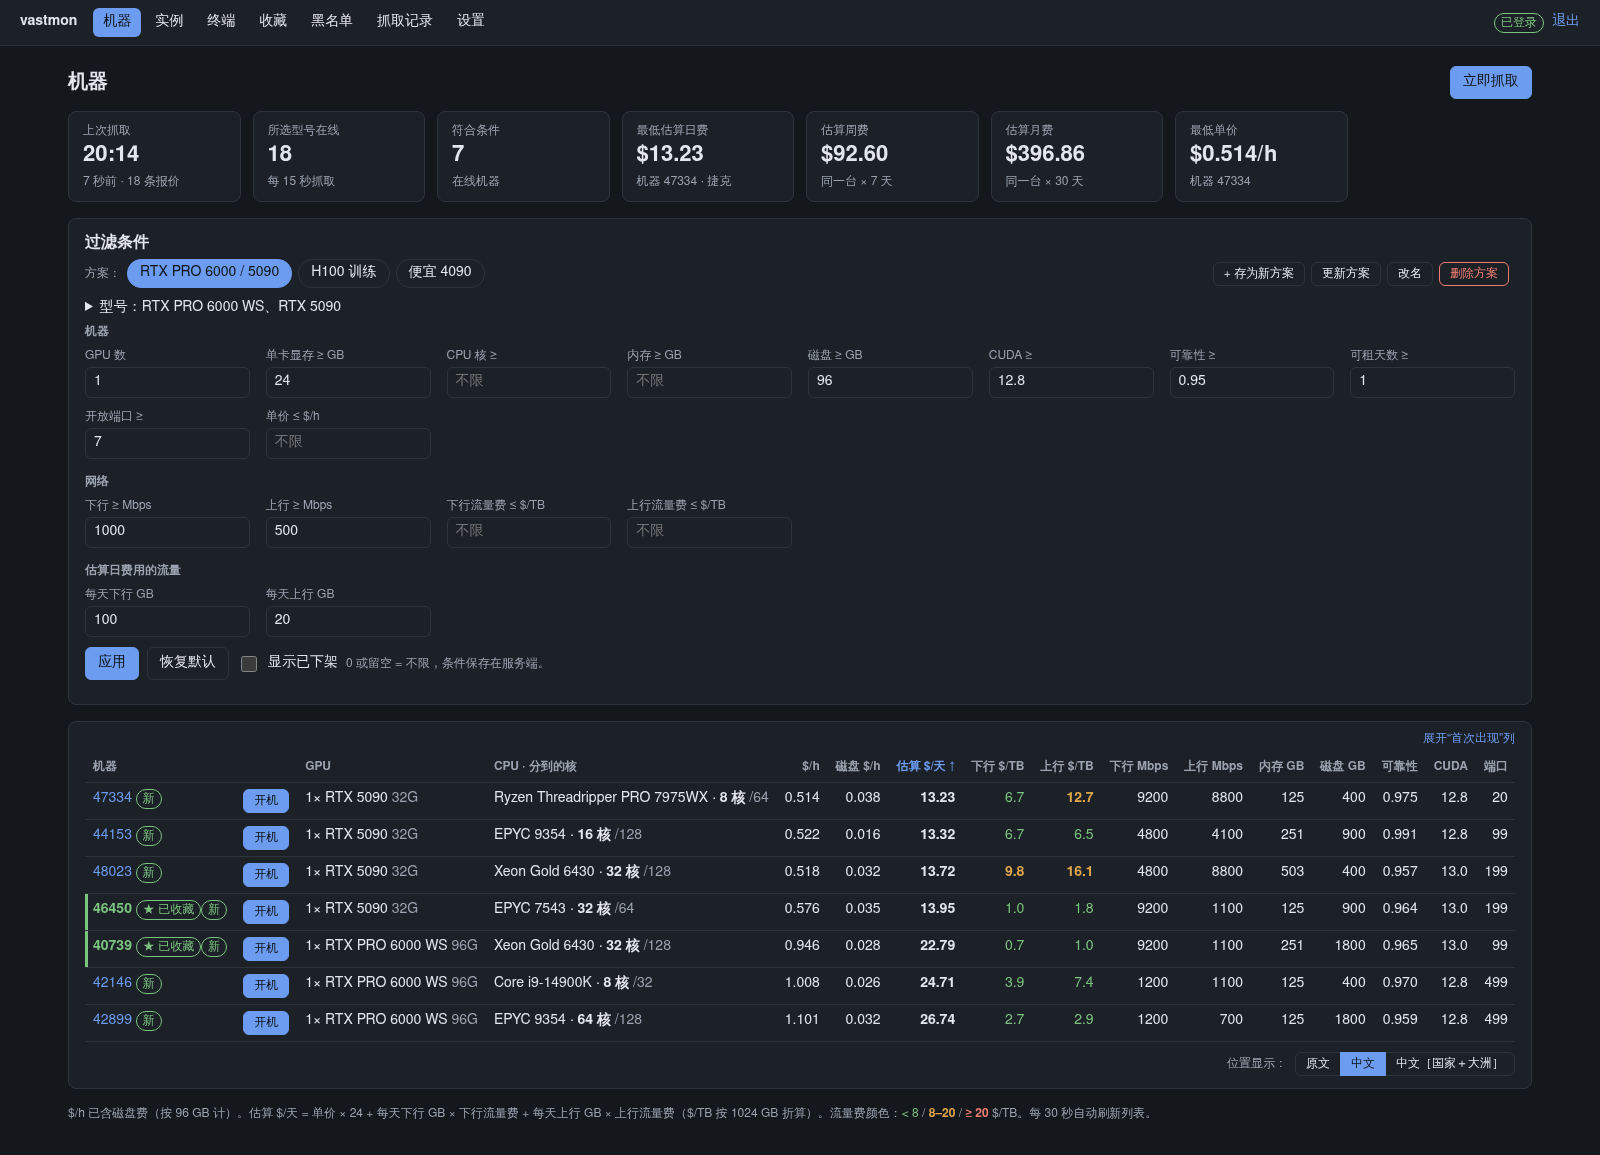 vastmon 机器 实例 终端 收藏 黑名单 抓取记录 设置 已登录 退出
机器 立即抓取
上次抓取 所选型号在线 符合条件 最低估算日费 估算周费 估算月费 最低单价
20:14 18 7 $13.23 $92.60 $396.86 $0.514/h
7 秒前 · 18 条报价 每 15 秒抓取 在线机器 机器 47334 · 捷克 同一台 × 7 天 同一台 × 30 天 机器 47334
过滤条件
方案： RTX PRO 6000 / 5090 H100 训练 便宜 4090 + 存为新方案 更新方案 改名 删除方案
▶ 型号：RTX PRO 6000 WS、RTX 5090
机器
GPU 数 单卡显存 ≥ GB CPU 核 ≥ 内存 ≥ GB 磁盘 ≥ GB CUDA ≥ 可靠性 ≥ 可租天数 ≥
1 24 不限 不限 96 12.8 0.95 1
开放端口 ≥ 单价 ≤ $/h
7 不限
网络
下行 ≥ Mbps 上行 ≥ Mbps 下行流量费 ≤ $/TB 上行流量费 ≤ $/TB
1000 500 不限 不限
估算日费用的流量
每天下行 GB 每天上行 GB
100 20
应用 恢复默认 显示已下架 0 或留空 = 不限，条件保存在服务端。
展开“首次出现”列
机器 GPU CPU · 分到的核 $/h 磁盘 $/h 估算 $/天 ↑ 下行 $/TB 上行 $/TB 下行 Mbps 上行 Mbps 内存 GB 磁盘 GB 可靠性 CUDA 端口
47334 新 开机 1× RTX 5090 32G Ryzen Threadripper PRO 7975WX · 8 核 /64 0.514 0.038 13.23 6.7 12.7 9200 8800 125 400 0.975 12.8 20
44153 新 开机 1× RTX 5090 32G EPYC 9354 · 16 核 /128 0.522 0.016 13.32 6.7 6.5 4800 4100 251 900 0.991 12.8 99
48023 新 开机 1× RTX 5090 32G Xeon Gold 6430 · 32 核 /128 0.518 0.032 13.72 9.8 16.1 4800 8800 503 400 0.957 13.0 199
46450 ★ 已收藏 新 开机 1× RTX 5090 32G EPYC 7543 · 32 核 /64 0.576 0.035 13.95 1.0 1.8 9200 1100 125 900 0.964 13.0 199
40739 ★ 已收藏 新 开机 1× RTX PRO 6000 WS 96G Xeon Gold 6430 · 32 核 /128 0.946 0.028 22.79 0.7 1.0 9200 1100 251 1800 0.965 13.0 99
42146 新 开机 1× RTX PRO 6000 WS 96G Core i9-14900K · 8 核 /32 1.008 0.026 24.71 3.9 7.4 1200 1100 125 400 0.970 12.8 499
42899 新 开机 1× RTX PRO 6000 WS 96G EPYC 9354 · 64 核 /128 1.101 0.032 26.74 2.7 2.9 1200 700 125 1800 0.959 12.8 499
位置显示： 原文 中文 中文［国家＋大洲］
$/h 已含磁盘费（按 96 GB 计）。估算 $/天 = 单价 × 24 + 每天下行 GB × 下行流量费 + 每天上行 GB × 上行流量费（$/TB 按 1024 GB 折算）。流量费颜色：< 8 / 8–20 / ≥ 20 $/TB。每 30 秒自动刷新列表。